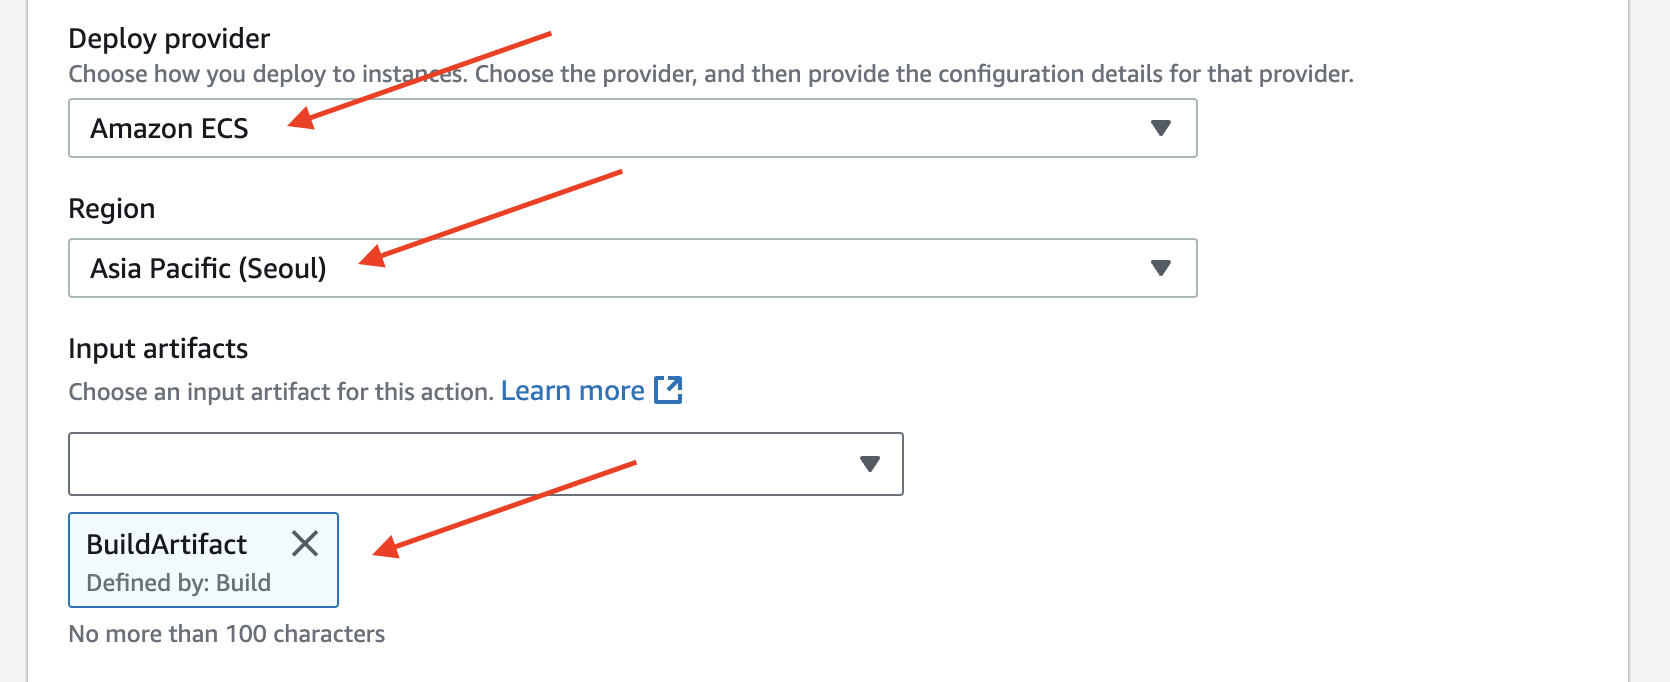 Deploy provider
Choose how you deploy to instances. Choose the provider, and then provide the configuration details for that provider.
Amazon ECS
Region
Asia Pacific (Seoul)
Input artifacts
Choose an input artifact for this action. Learn more
BuildArtifact
Defined by: Build
No more than 100 characters